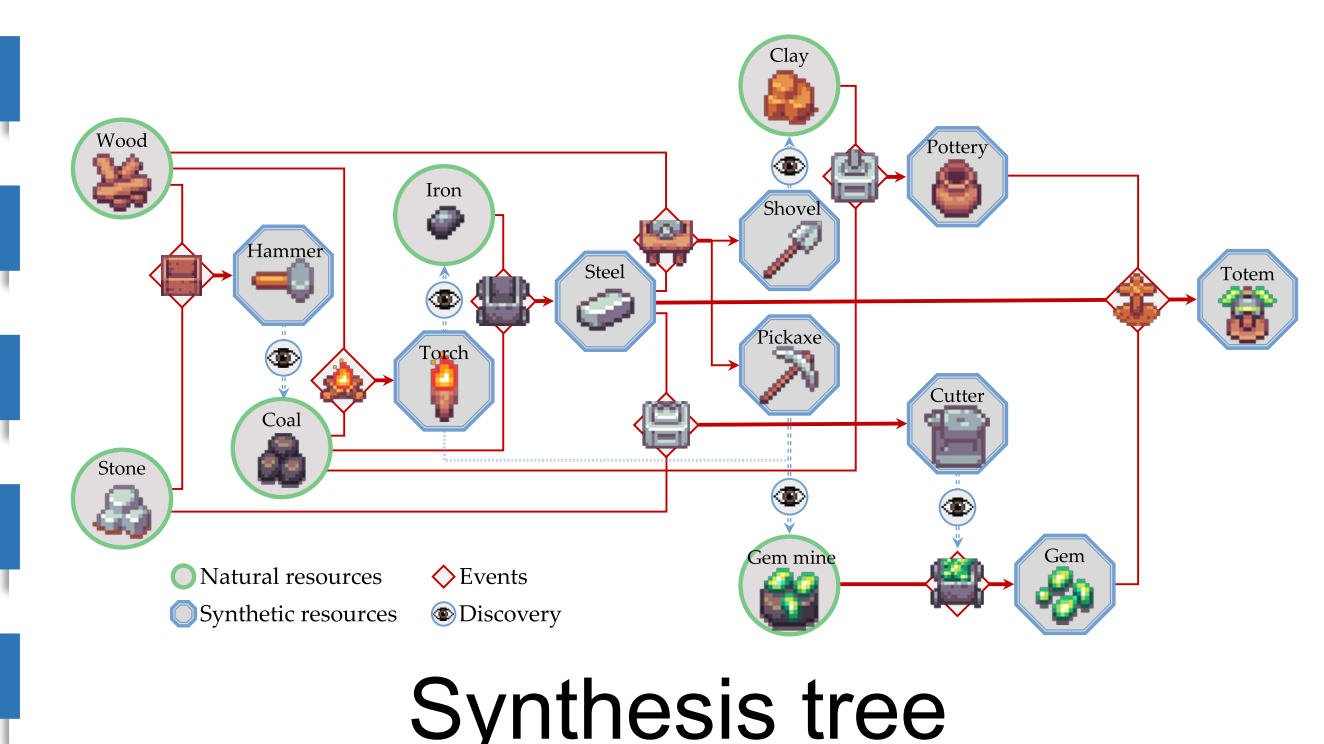 Clay
Wood
Pottery
Iron
Shovel
Hammer
Steel
Totem
Pickaxe
Torch
Cutter
Coal
Stone
Gem mine
Gem
Natural resources
Events
Synthetic resources
Discovery
Synthesis tree